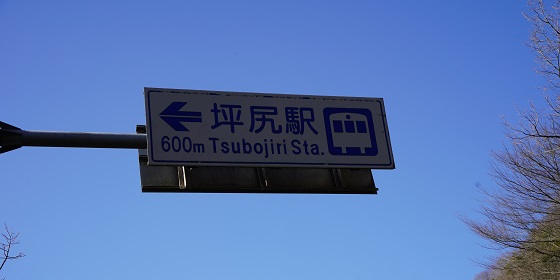 坪尻駅
600m Tsubojiri Sta.